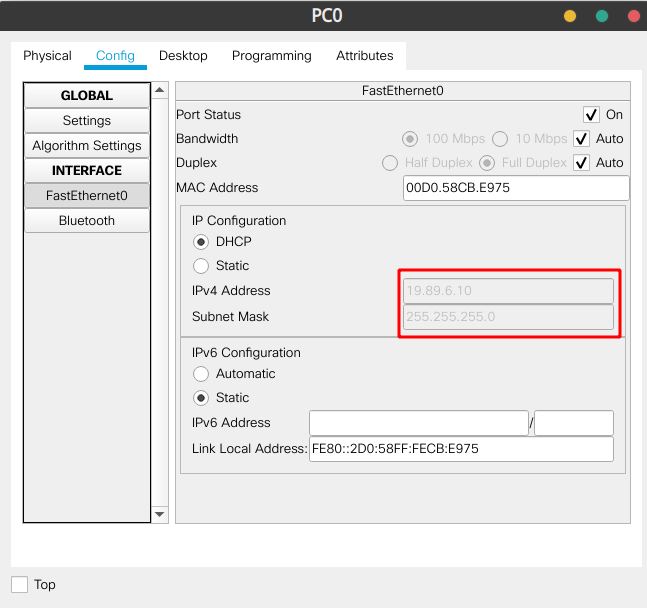 PC0
Physical Config Desktop Programming Attributes
GLOBAL
Settings
Algorithm Settings
INTERFACE
FastEthernet0
Bluetooth
FastEthernet0
Port Status On
Bandwidth 100 Mbps 10 Mbps Auto
Duplex Half Duplex Full Duplex Auto
MAC Address 00D0.58CB.E975
IP Configuration
DHCP
Static
IPv4 Address 19.89.6.10
Subnet Mask 255.255.255.0
IPv6 Configuration
Automatic
Static
IPv6 Address /
Link Local Address: FE80::2D0:58FF:FECB:E975
Top